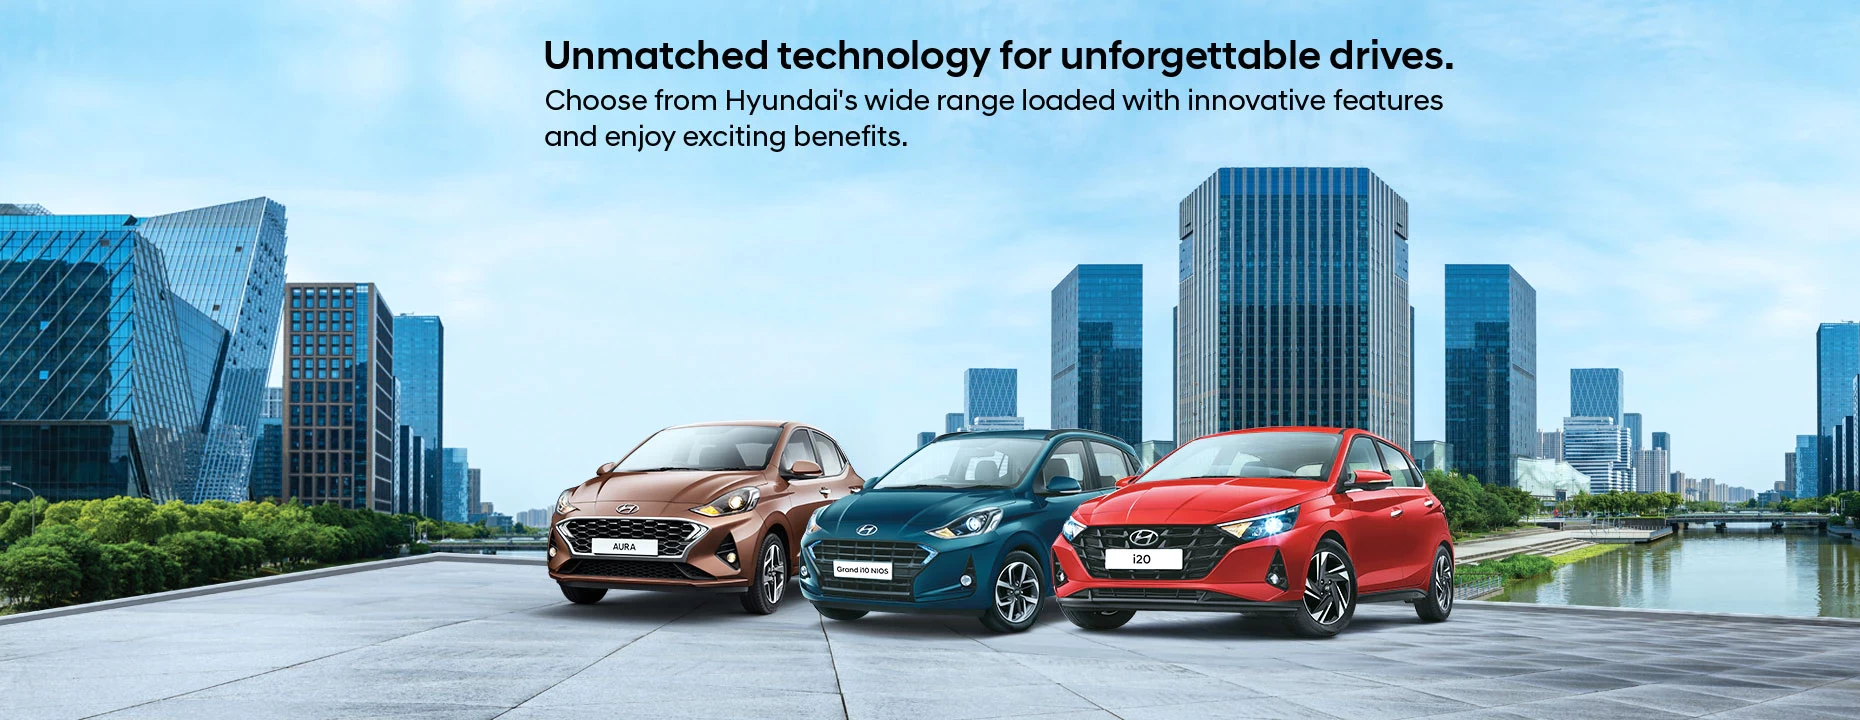 Unmatched technology for unforgettable drives.
Choose from Hyundai's wide range loaded with innovative features
and enjoy exciting benefits.
AURA
Grand i10 NIOS
i20